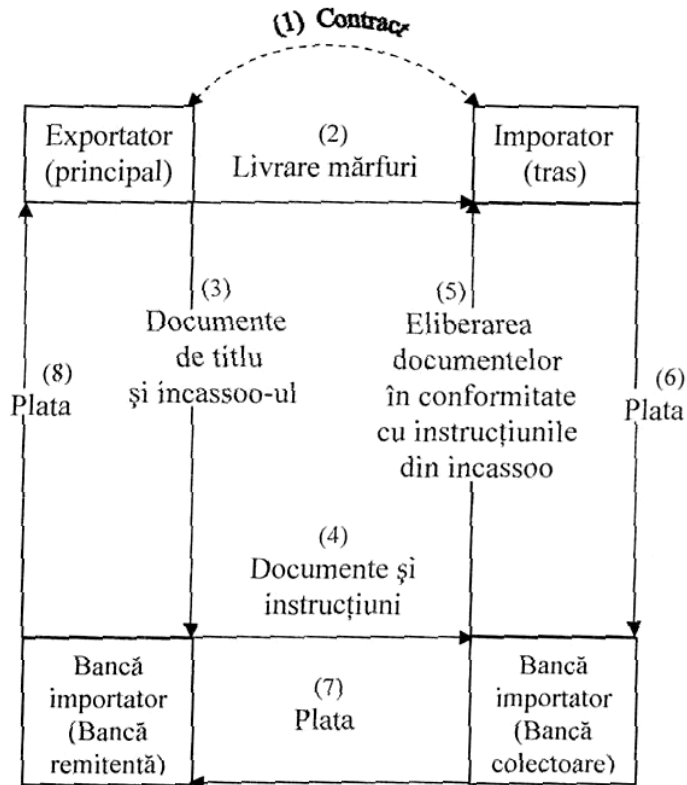 (1) Contract
Exportator
(principal)
(2)
Livrare mărfuri
Imporator
(tras)
(3)
Documente
de titlu
și incassoo-ul
(5)
Eliberarea
documentelor
în conformitate
cu instrucțiunile
din incassoo
(8)
Plata
(6)
Plata
(4)
Documente și
instrucțiuni
Bancă
importator
(Bancă
remitentă)
(7)
Plata
Bancă
importator
(Bancă
colectoare)